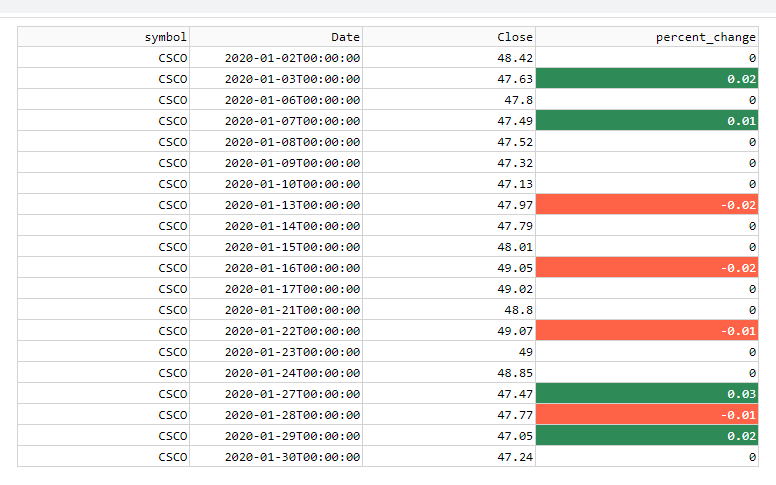 symbol Date Close percent_change
CSCO 2020-01-02T00:00:00 48.42 0
CSCO 2020-01-03T00:00:00 47.63 0.02
CSCO 2020-01-06T00:00:00 47.8 0
CSCO 2020-01-07T00:00:00 47.49 0.01
CSCO 2020-01-08T00:00:00 47.52 0
CSCO 2020-01-09T00:00:00 47.32 0
CSCO 2020-01-10T00:00:00 47.13 0
CSCO 2020-01-13T00:00:00 47.97 -0.02
CSCO 2020-01-14T00:00:00 47.79 0
CSCO 2020-01-15T00:00:00 48.01 0
CSCO 2020-01-16T00:00:00 49.05 -0.02
CSCO 2020-01-17T00:00:00 49.02 0
CSCO 2020-01-21T00:00:00 48.8 0
CSCO 2020-01-22T00:00:00 49.07 -0.01
CSCO 2020-01-23T00:00:00 49 0
CSCO 2020-01-24T00:00:00 48.85 0
CSCO 2020-01-27T00:00:00 47.47 0.03
CSCO 2020-01-28T00:00:00 47.77 -0.01
CSCO 2020-01-29T00:00:00 47.05 0.02
CSCO 2020-01-30T00:00:00 47.24 0